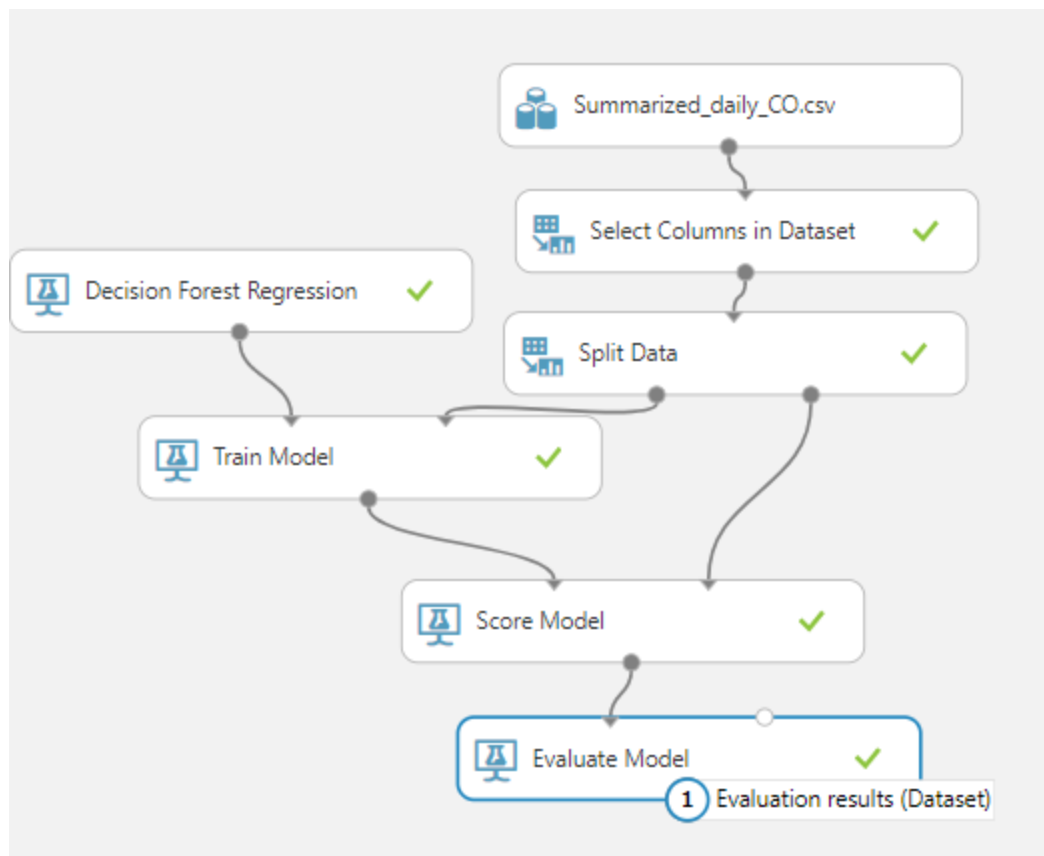 Summarized_daily_CO.csv
Select Columns in Dataset
Decision Forest Regression
Split Data
Train Model
Score Model
Evaluate Model
1 Evaluation results (Dataset)